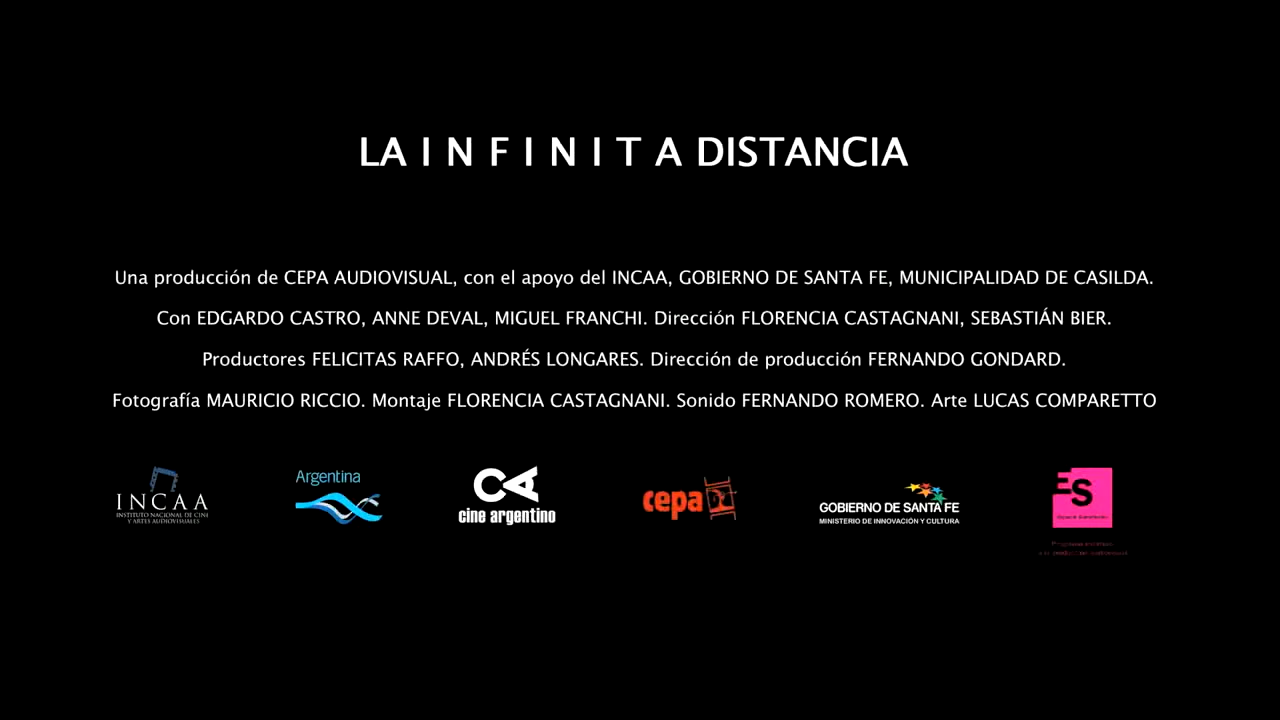 LA I N F I N I T A DISTANCIA
Una producción de CEPA AUDIOVISUAL, con el apoyo del INCAA, GOBIERNO DE SANTA FE, MUNICIPALIDAD DE CASILDA.
Con EDGARDO CASTRO, ANNE DEVAL, MIGUEL FRANCHI. Dirección FLORENCIA CASTAGNANI, SEBASTIÁN BIER.
Productores FELICITAS RAFFO, ANDRÉS LONGARES. Dirección de producción FERNANDO GONDARD.
Fotografía MAURICIO RICCIO. Montaje FLORENCIA CASTAGNANI. Sonido FERNANDO ROMERO. Arte LUCAS COMPARETTO
INCAA
INSTITUTO NACIONAL DE CINE
Y ARTES AUDIOVISUALES
Argentina
CA
cine argentino
cepa
GOBIERNO DE SANTA FE
MINISTERIO DE INNOVACIÓN Y CULTURA
ES